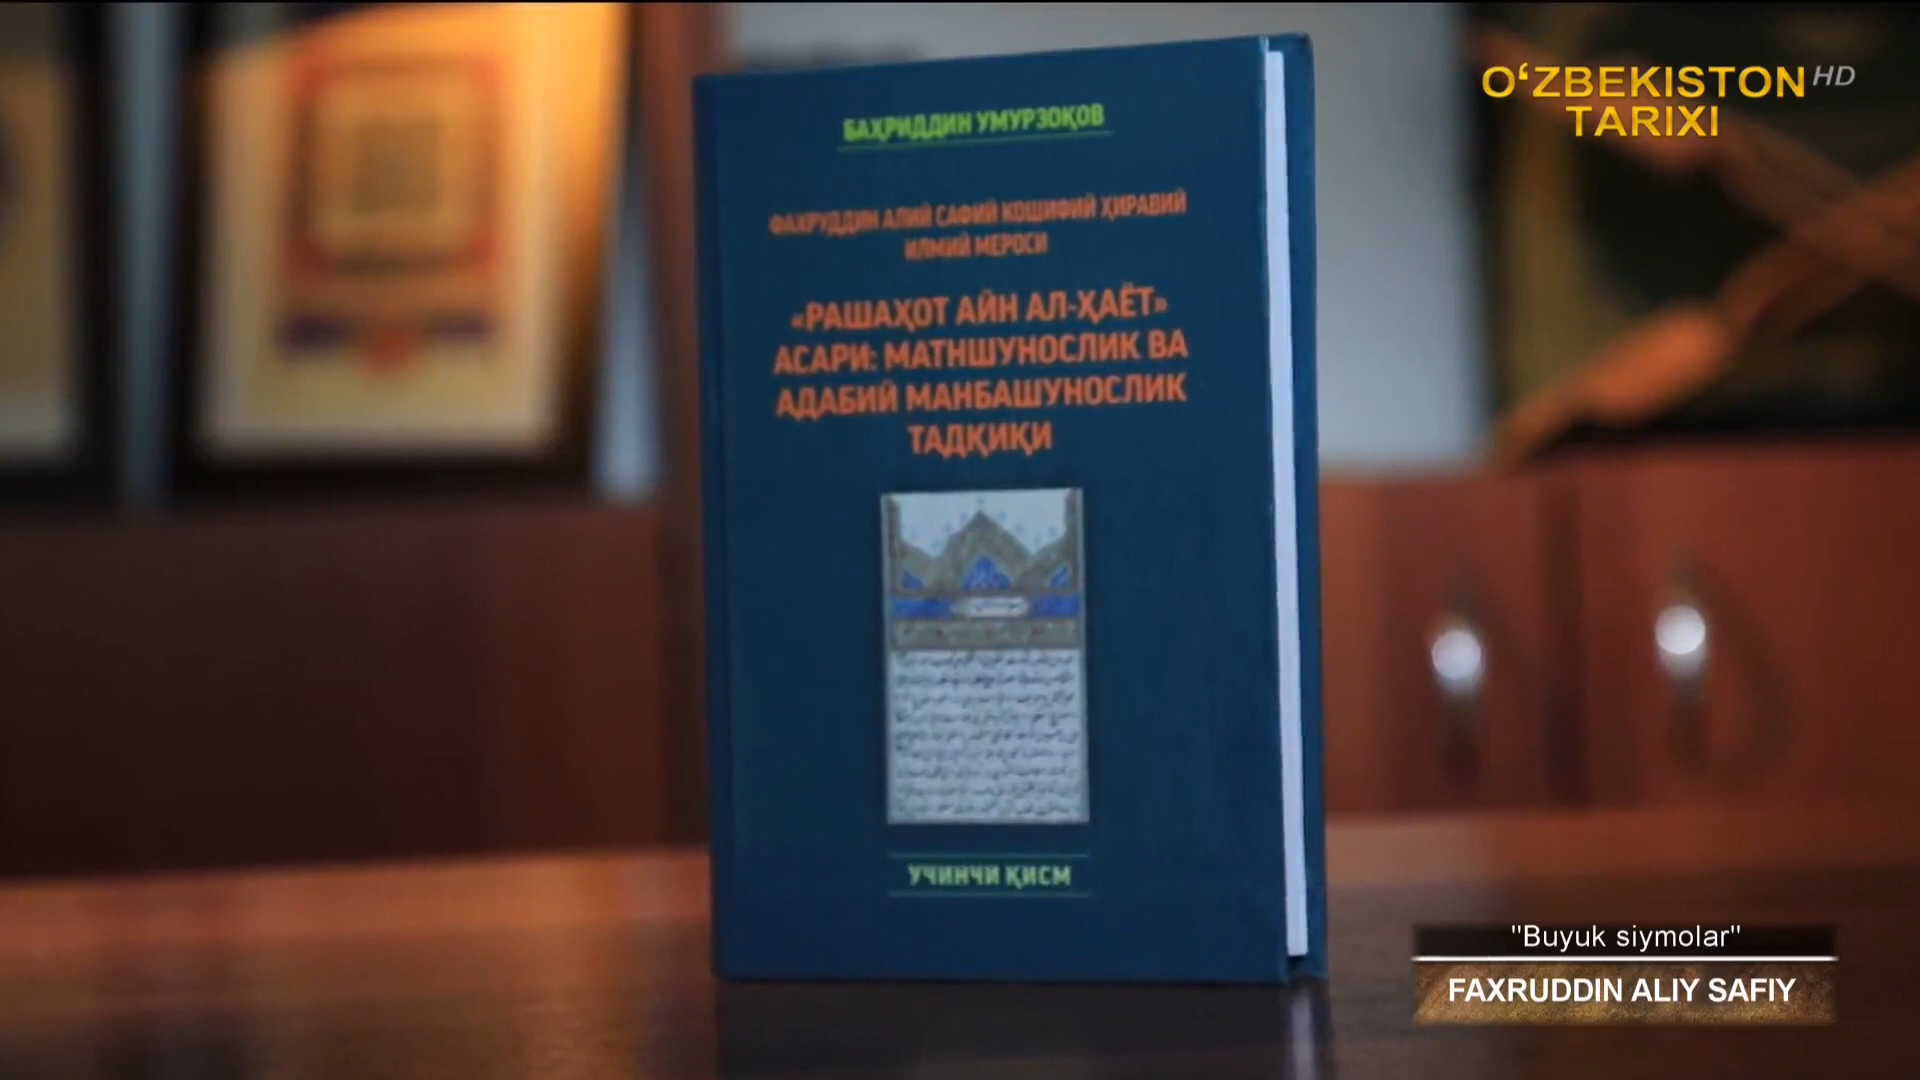 O‘ZBEKISTON HD
TARIXI
БАҲРИДДИН УМУРЗОҚОВ
ФАХРУДДИН АЛИЙ САФИЙ КОШИФИЙ ҲИРАВИЙ
ИЛМИЙ МЕРОСИ
«РАШАҲОТ АЙН АЛ-ҲАЁТ»
АСАРИ: МАТНШУНОСЛИК ВА
АДАБИЙ МАНБАШУНОСЛИК
ТАДҚИҚИ
УЧИНЧИ ҚИСМ
"Buyuk siymolar"
FAXRUDDIN ALIY SAFIY